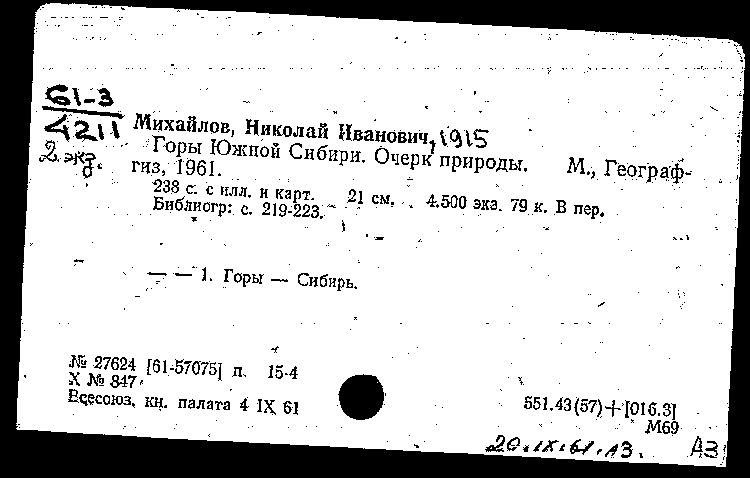 61-3
4211
2 экз.
Михайлов, Николай Иванович, 1915
Горы Южной Сибири. Очерк природы. М., Географ-
гиз, 1961.
238 с. с илл. и карт. 21 см. 4.500 экз. 79 к. В пер.
Библиогр: с. 219-223.
— — 1. Горы — Сибирь.
№ 27624 [61-57075] п. 15-4
X № 847
Всесоюз. кн. палата 4 IX 61
551.43(57)+[016.3]
М69
20.IX.61.АЗ. АЗ